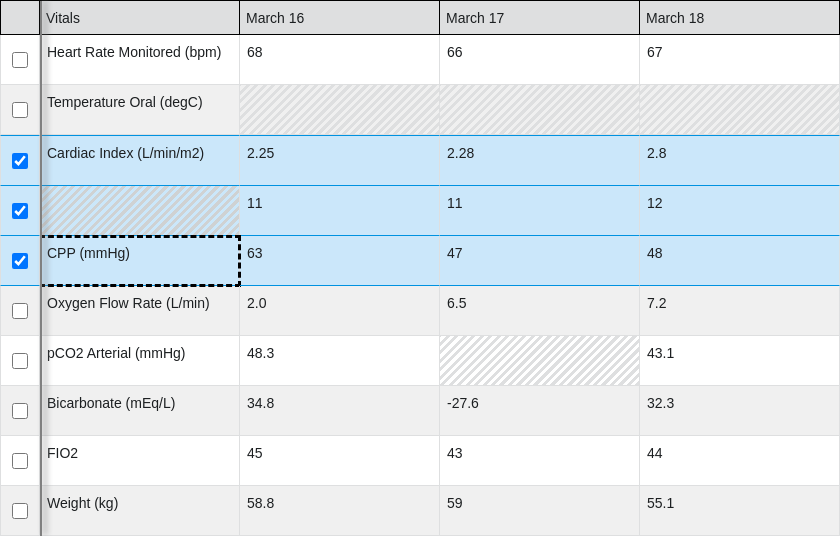 Vitals March 16 March 17 March 18
Heart Rate Monitored (bpm) 68 66 67
Temperature Oral (degC)
Cardiac Index (L/min/m2) 2.25 2.28 2.8
11 11 12
CPP (mmHg) 63 47 48
Oxygen Flow Rate (L/min) 2.0 6.5 7.2
pCO2 Arterial (mmHg) 48.3 43.1
Bicarbonate (mEq/L) 34.8 -27.6 32.3
FIO2 45 43 44
Weight (kg) 58.8 59 55.1